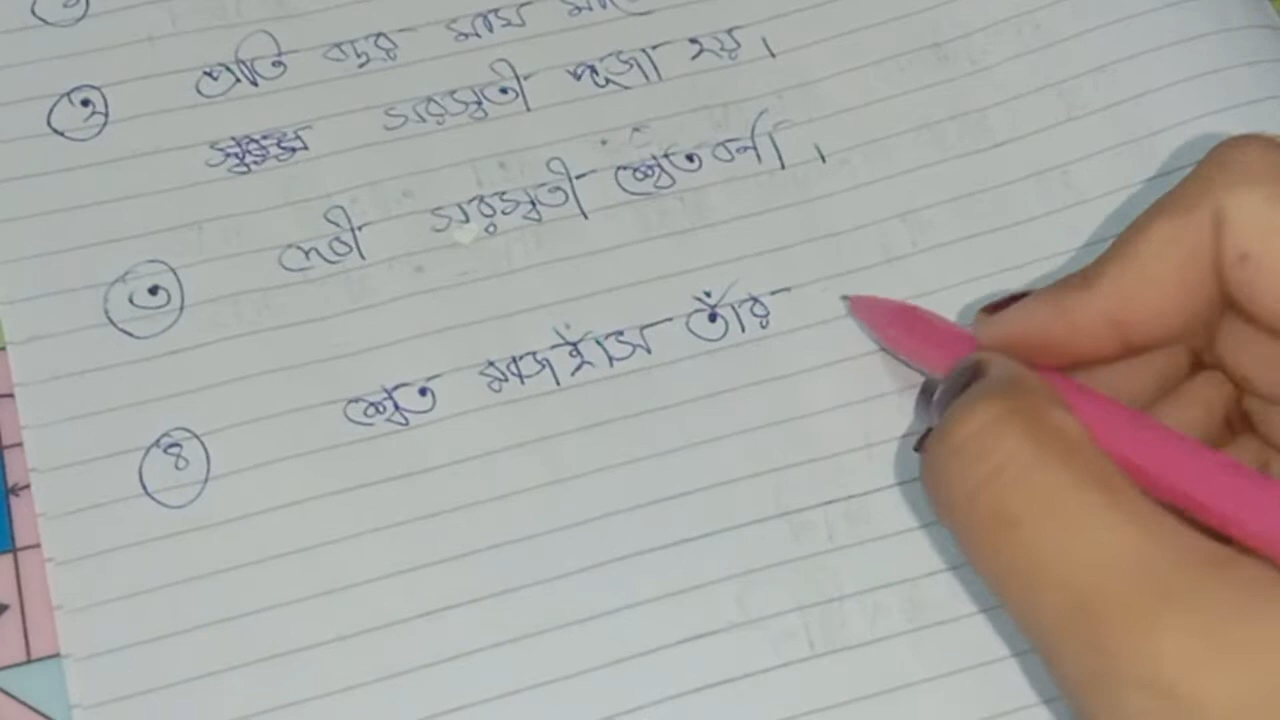 ২ প্রতি বছর মাঘ
সরস্বতী পূজা হয়।
৩ দেবী সরস্বতী শ্বেতবর্না।
৪ শ্বেত রাজহাঁস তাঁর